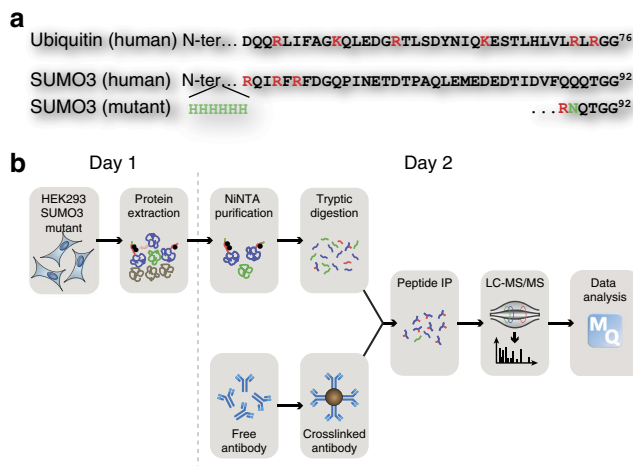 a
Ubiquitin (human) N-ter... DQQRLIFAGKQLEDGRTLSDYNIQKESTLHLVLRLRGG76
SUMO3 (human) N-ter... RQIRFRFDGQPINETDTPAQLEMEDEDTIDVFQQQTGG92
SUMO3 (mutant) HHHHHH ...RNQTGG92
b
Day 1 Day 2
HEK293
SUMO3
mutant
Protein
extraction
NiNTA
purification
Tryptic
digestion
Peptide IP
LC-MS/MS
Data
analysis
MQ
Free
antibody
Crosslinked
antibody